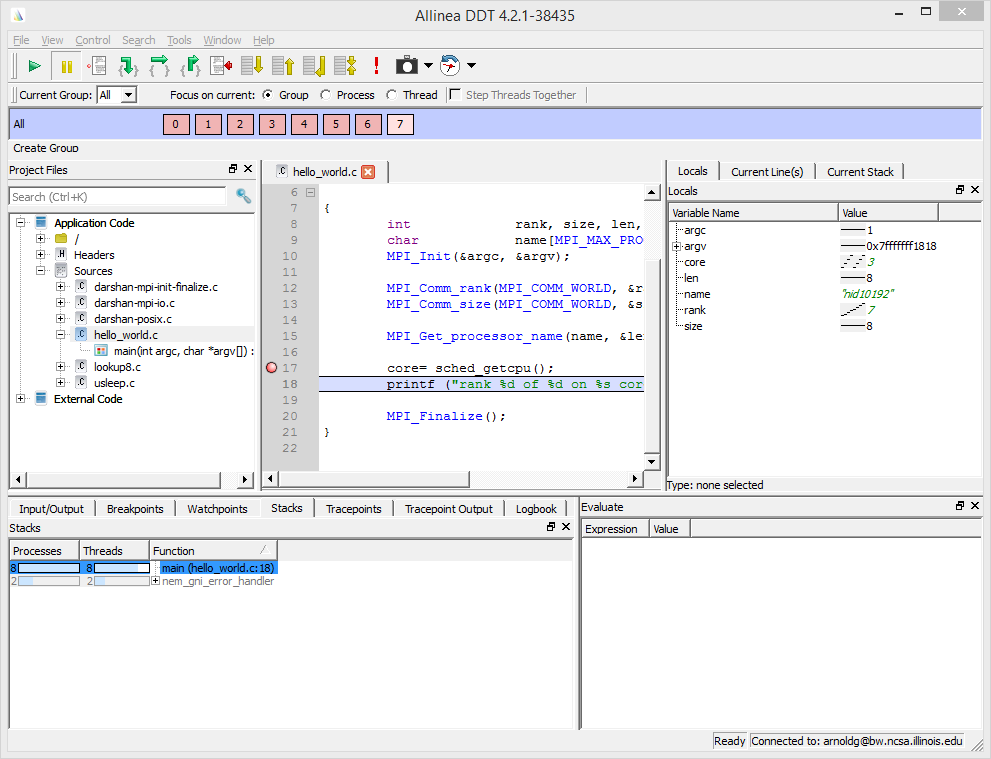 Allinea DDT 4.2.1-38435
File View Control Search Tools Window Help
Current Group: All Focus on current: Group Process Thread Step Threads Together
All 0 1 2 3 4 5 6 7
Create Group
Project Files
Search (Ctrl+K)
Application Code
/
Headers
Sources
darshan-mpi-init-finalize.c
darshan-mpi-io.c
darshan-posix.c
hello_world.c
main(int argc, char *argv[]) :
lookup8.c
usleep.c
External Code
hello_world.c
6
7 {
8 int rank, size, len,
9 char name[MPI_MAX_PRO
10 MPI_Init(&argc, &argv);
11
12 MPI_Comm_rank(MPI_COMM_WORLD, &r
13 MPI_Comm_size(MPI_COMM_WORLD, &s
14
15 MPI_Get_processor_name(name, &le
16
17 core= sched_getcpu();
18 printf ("rank %d of %d on %s cor
19
20 MPI_Finalize();
21 }
22
Locals Current Line(s) Current Stack
Locals
Variable Name Value
argc 1
argv 0x7fffffff1818
core 3
len 8
name "nid10192"
rank 7
size 8
Type: none selected
Input/Output Breakpoints Watchpoints Stacks Tracepoints Tracepoint Output Logbook
Stacks
Processes Threads Function
8 8 main (hello_world.c:18)
2 2 nem_gni_error_handler
Evaluate
Expression Value
Ready Connected to: arnoldg@bw.ncsa.illinois.edu